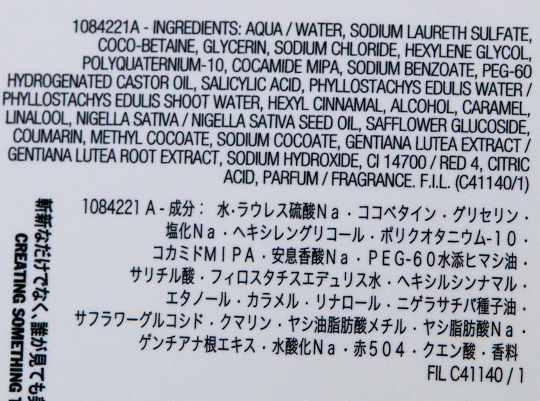 1084221A - INGREDIENTS: AQUA / WATER, SODIUM LAURETH SULFATE,
COCO-BETAINE, GLYCERIN, SODIUM CHLORIDE, HEXYLENE GLYCOL,
POLYQUATERNIUM-10, COCAMIDE MIPA, SODIUM BENZOATE, PEG-60
HYDROGENATED CASTOR OIL, SALICYLIC ACID, PHYLLOSTACHYS EDULIS WATER /
PHYLLOSTACHYS EDULIS SHOOT WATER, HEXYL CINNAMAL, ALCOHOL, CARAMEL,
LINALOOL, NIGELLA SATIVA / NIGELLA SATIVA SEED OIL, SAFFLOWER GLUCOSIDE,
COUMARIN, METHYL COCOATE, SODIUM COCOATE, GENTIANA LUTEA EXTRACT /
GENTIANA LUTEA ROOT EXTRACT, SODIUM HYDROXIDE, CI 14700 / RED 4, CITRIC
ACID, PARFUM / FRAGRANCE. F.I.L. (C41140/1)
1084221 A - 成分： 水・ラウレス硫酸Na・ココベタイン・グリセリン・
塩化Na・ヘキシレングリコール・ポリクオタニウム-10・
コカミドMIPA・安息香酸Na・PEG-60水添ヒマシ油・
サリチル酸・フィロスタチスエデュリス水・ヘキシルシンナマル・
エタノール・カラメル・リナロール・ニゲラサチバ種子油・
サフラワーグルコシド・クマリン・ヤシ油脂肪酸メチル・ヤシ脂肪酸Na・
ゲンチアナ根エキス・水酸化Na・赤504・クエン酸・香料
FIL C41140 / 1
斬新なだけでなく、誰が見ても
CREATING SOMETHING